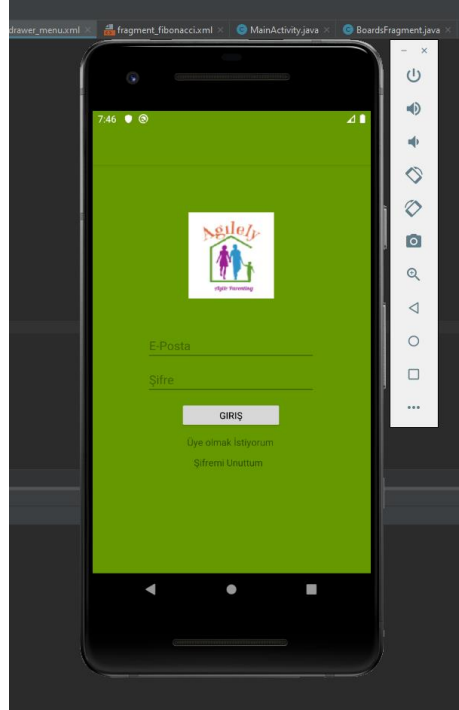 drawer_menu.xml
fragment_fibonacci.xml
MainActivity.java
BoardsFragment.java
7:46
Agilely
Agile Parenting
E-Posta
Şifre
GIRIŞ
Üye olmak İstiyorum
Şifremi Unuttum